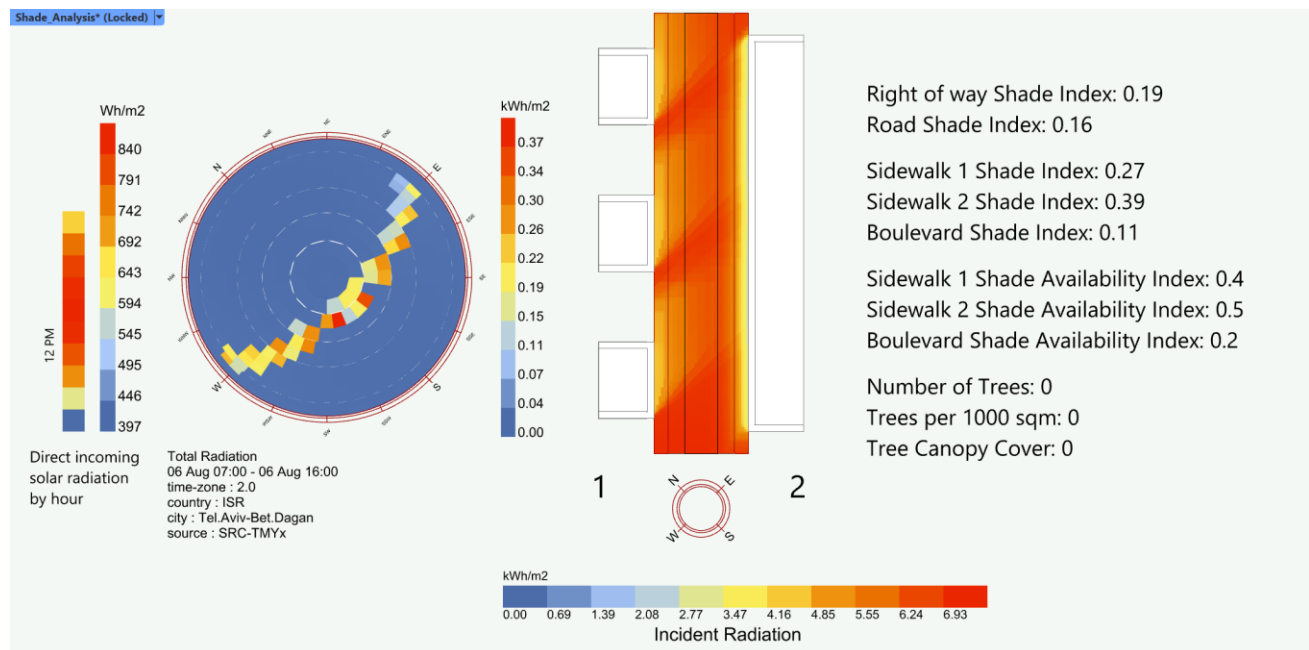 Shade_Analysis* (Locked)
Wh/m2
840
791
742
692
643
594
545
495
446
397
12 PM
Direct incoming
solar radiation
by hour
N
NE
E
SE
S
SW
W
NW
Total Radiation
06 Aug 07:00 - 06 Aug 16:00
time-zone : 2.0
country : ISR
city : Tel.Aviv-Bet.Dagan
source : SRC-TMYx
kWh/m2
0.37
0.34
0.30
0.26
0.22
0.19
0.15
0.11
0.07
0.04
0.00
1
2
N
E
W
S
Right of way Shade Index: 0.19
Road Shade Index: 0.16
Sidewalk 1 Shade Index: 0.27
Sidewalk 2 Shade Index: 0.39
Boulevard Shade Index: 0.11
Sidewalk 1 Shade Availability Index: 0.4
Sidewalk 2 Shade Availability Index: 0.5
Boulevard Shade Availability Index: 0.2
Number of Trees: 0
Trees per 1000 sqm: 0
Tree Canopy Cover: 0
kWh/m2
0.00 0.69 1.39 2.08 2.77 3.47 4.16 4.85 5.55 6.24 6.93
Incident Radiation